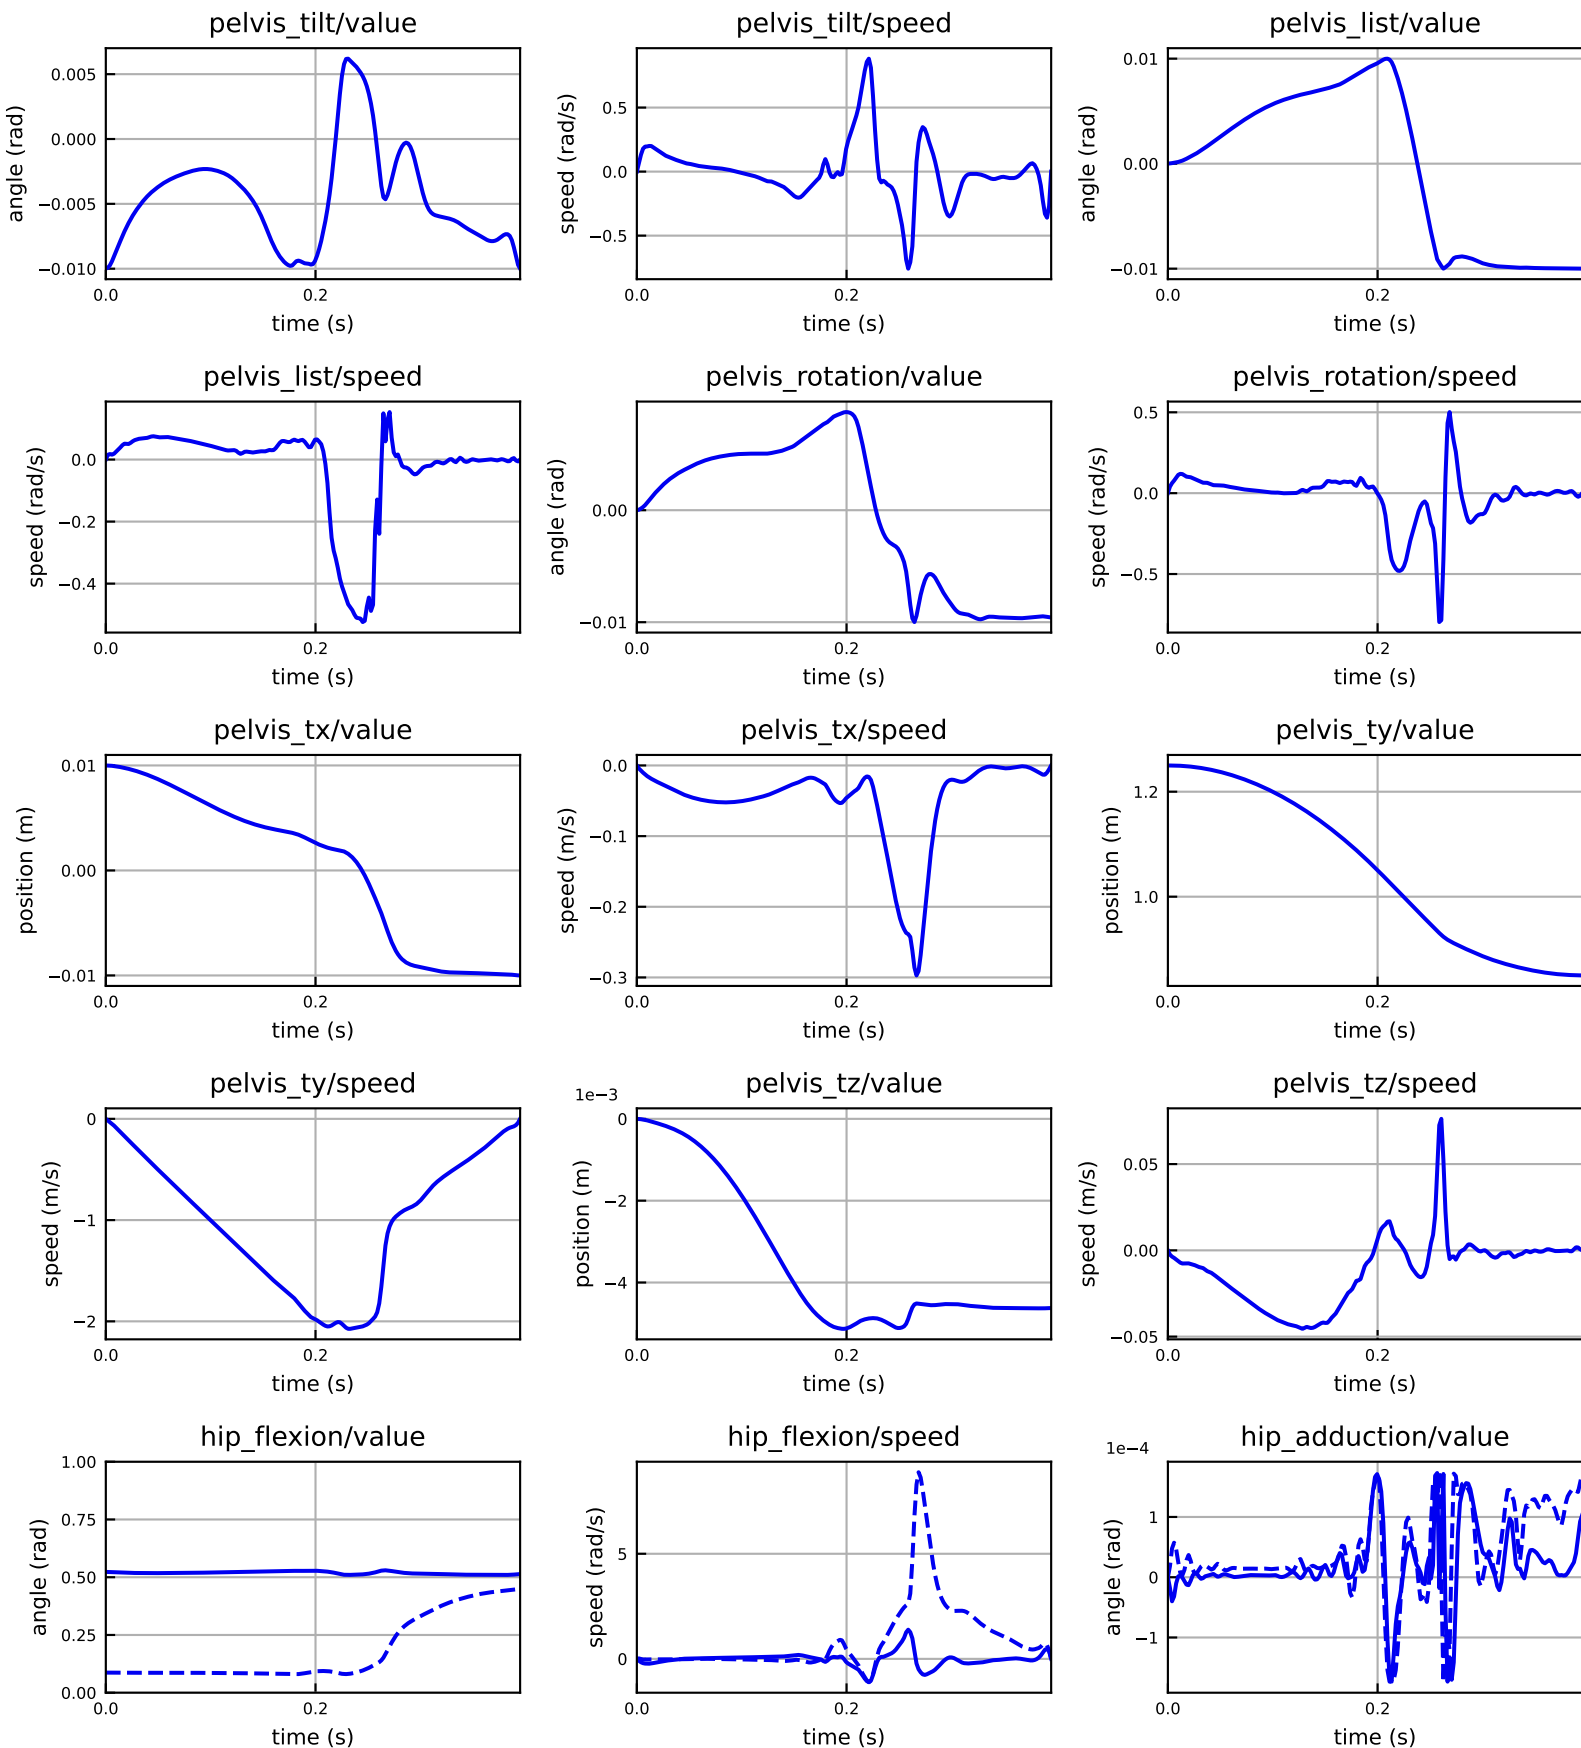 pelvis_tilt/value
pelvis_tilt/speed
pelvis_list/value
angle (rad)
0.005
0.000
−0.005
−0.010
0.0
0.2
time (s)
speed (rad/s)
0.5
0.0
−0.5
0.0
0.2
time (s)
angle (rad)
0.01
0.00
−0.01
0.0
0.2
time (s)
pelvis_list/speed
pelvis_rotation/value
pelvis_rotation/speed
speed (rad/s)
0.0
−0.2
−0.4
0.0
0.2
time (s)
angle (rad)
0.00
−0.01
0.0
0.2
time (s)
speed (rad/s)
0.5
0.0
−0.5
0.0
0.2
time (s)
pelvis_tx/value
pelvis_tx/speed
pelvis_ty/value
position (m)
0.01
0.00
−0.01
0.0
0.2
time (s)
speed (m/s)
0.0
−0.1
−0.2
−0.3
0.0
0.2
time (s)
position (m)
1.2
1.0
0.0
0.2
time (s)
pelvis_ty/speed
pelvis_tz/value
pelvis_tz/speed
speed (m/s)
0
−1
−2
0.0
0.2
time (s)
1e−3
position (m)
0
−2
−4
0.0
0.2
time (s)
speed (m/s)
0.05
0.00
−0.05
0.0
0.2
time (s)
hip_flexion/value
hip_flexion/speed
hip_adduction/value
angle (rad)
1.00
0.75
0.50
0.25
0.00
0.0
0.2
time (s)
speed (rad/s)
5
0
0.0
0.2
time (s)
1e−4
angle (rad)
1
0
−1
0.0
0.2
time (s)